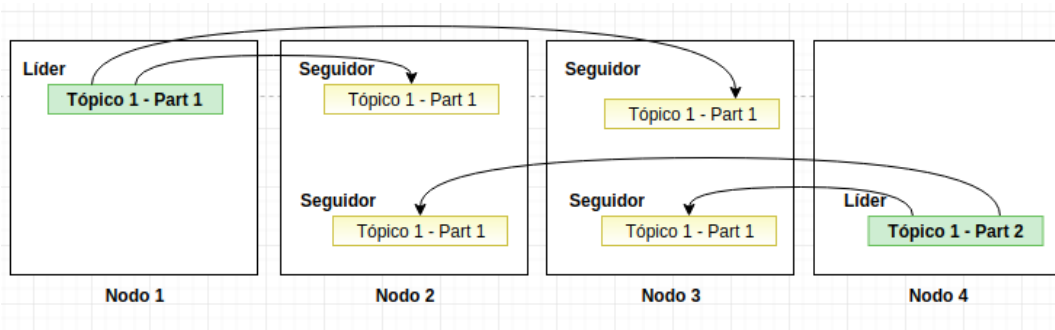 Líder
Tópico 1 - Part 1
Seguidor
Tópico 1 - Part 1
Seguidor
Tópico 1 - Part 1
Seguidor
Tópico 1 - Part 1
Seguidor
Tópico 1 - Part 1
Líder
Tópico 1 - Part 2
Nodo 1
Nodo 2
Nodo 3
Nodo 4